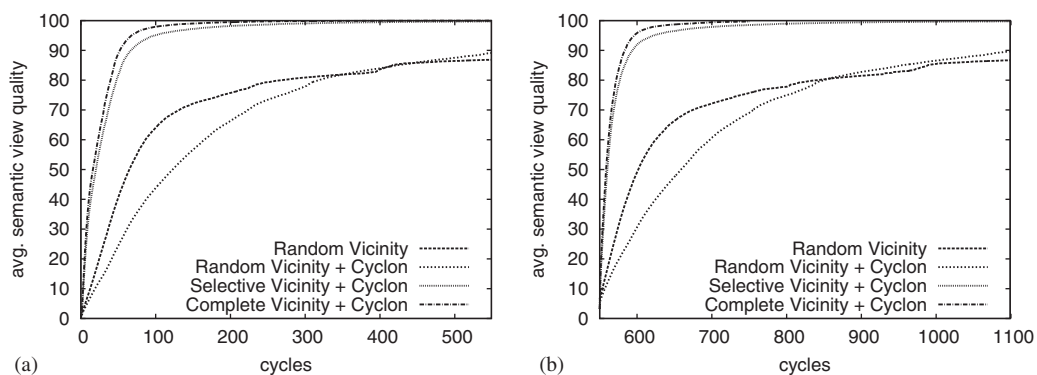 100
90
80
70
60
50
40
30
20
10
0
avg. semantic view quality
Random Vicinity
Random Vicinity + Cyclon
Selective Vicinity + Cyclon
Complete Vicinity + Cyclon
0 100 200 300 400 500
cycles
(a)
100
90
80
70
60
50
40
30
20
10
0
avg. semantic view quality
Random Vicinity
Random Vicinity + Cyclon
Selective Vicinity + Cyclon
Complete Vicinity + Cyclon
600 700 800 900 1000 1100
cycles
(b)